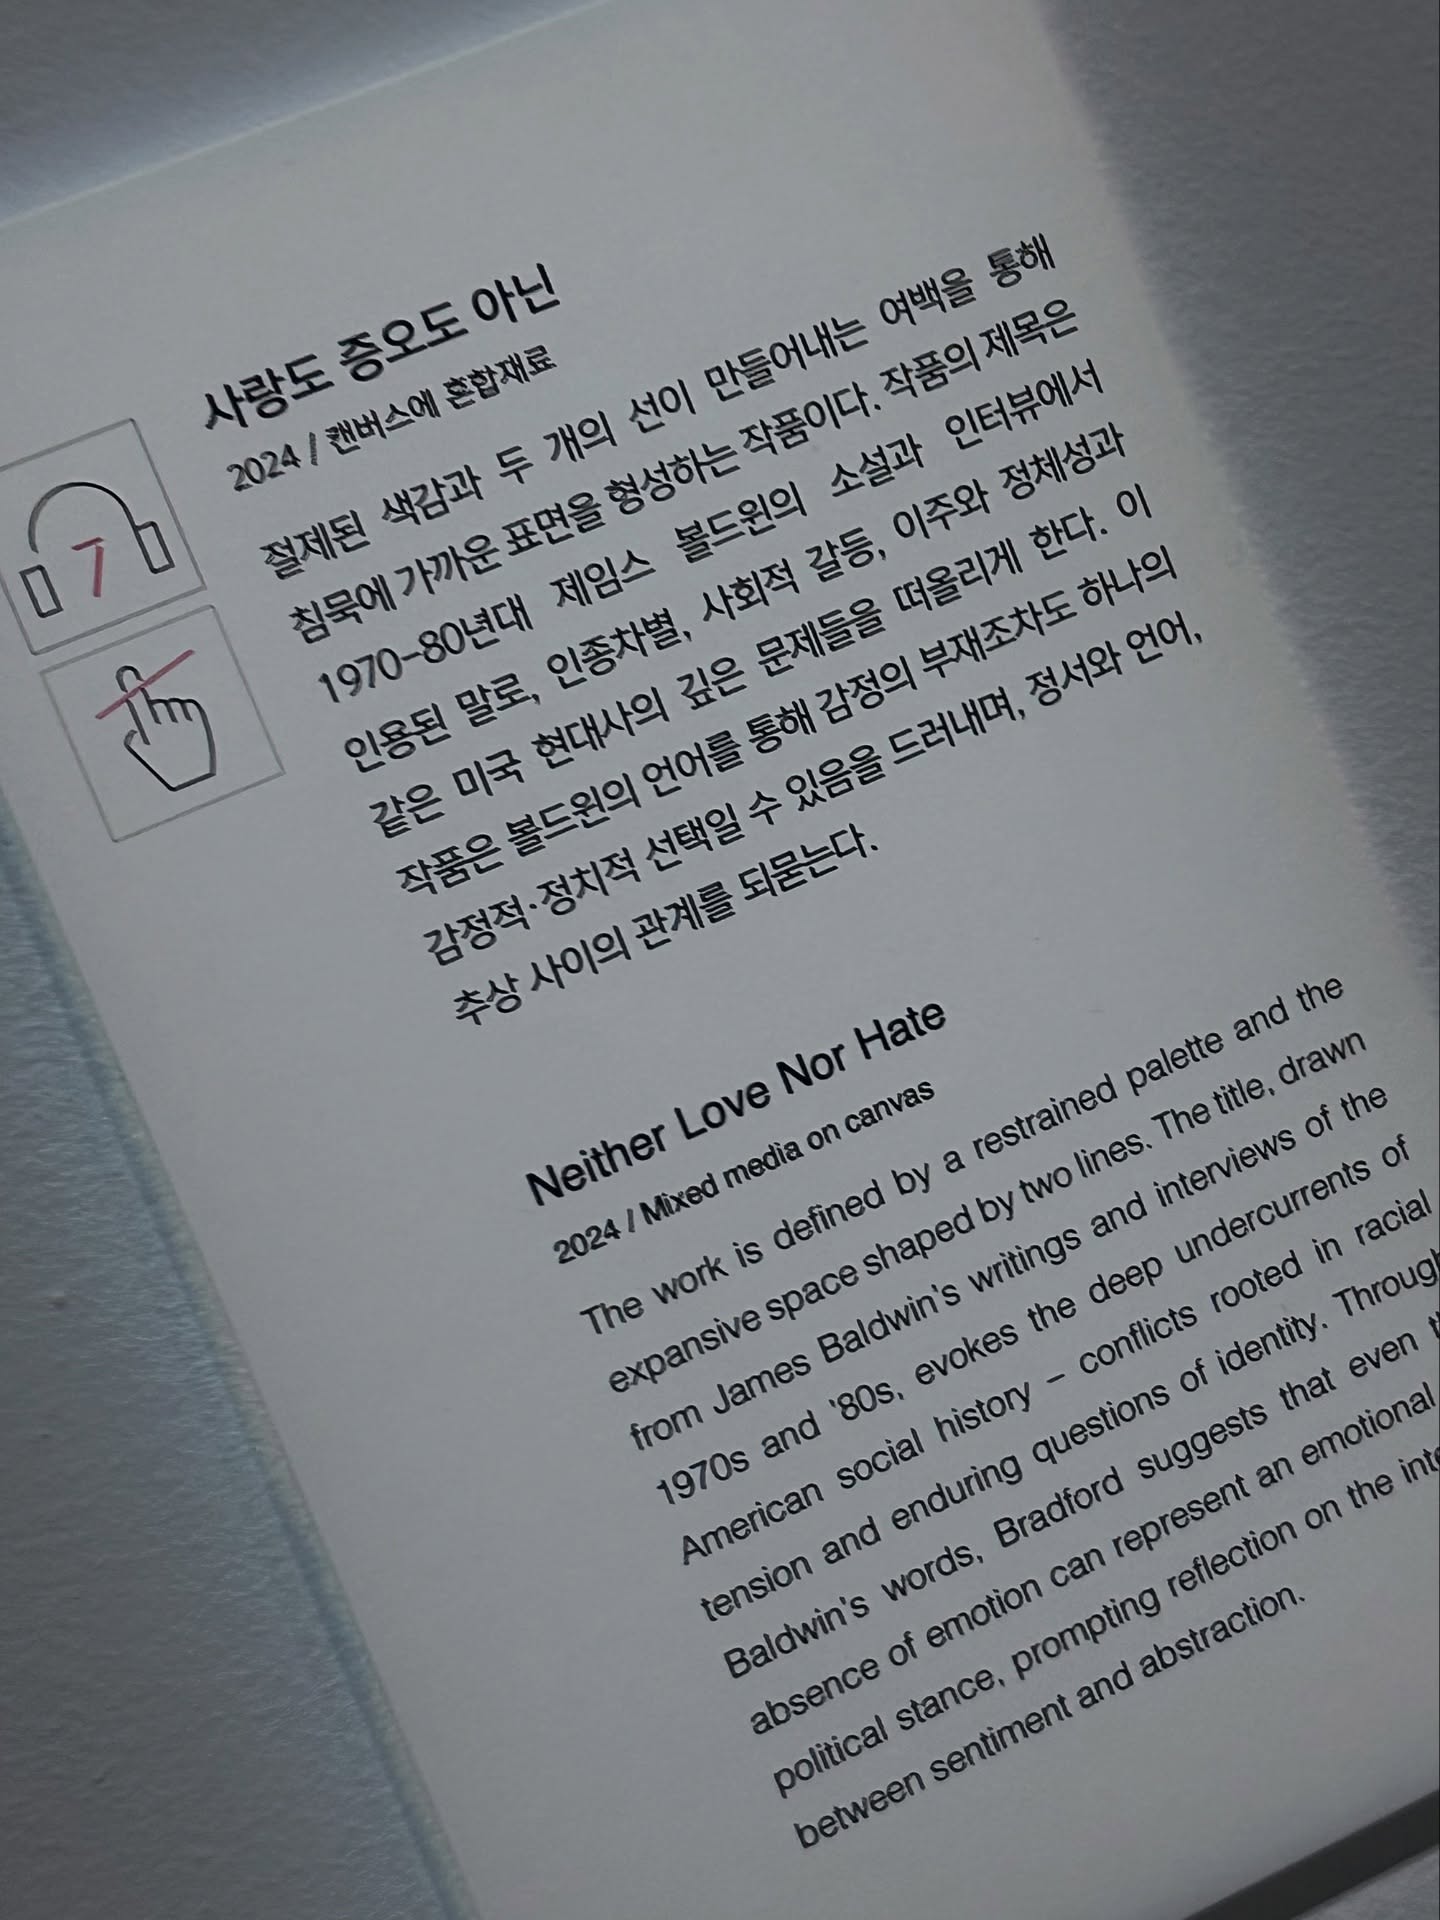 사랑도 증오도 아닌
2024 / 캔버스에 혼합재료
절제된 색감과 두 개의 선이 만들어내는 여백을 통해
침묵에 가까운 표면을 형성하는 작품이다. 작품의 제목은
1970-80년대 제임스 볼드윈의 소설과 인터뷰에서
인용된 말로, 인종차별, 사회적 갈등, 이주와 정체성과
같은 미국 현대사의 깊은 문제들을 떠올리게 한다. 이
작품은 볼드윈의 언어를 통해 감정의 부재조차도 하나의
감정적·정치적 선택일 수 있음을 드러내며, 정서와 언어,
추상 사이의 관계를 되묻는다.
7
Neither Love Nor Hate
2024 / Mixed media on canvas
The work is defined by a restrained palette and the
expansive space shaped by two lines. The title, drawn
from James Baldwin's writings and interviews of the
1970s and '80s, evokes the deep undercurrents of
American social history – conflicts rooted in racial
tension and enduring questions of identity. Through
Baldwin's words, Bradford suggests that even
absence of emotion can represent an emotional
political stance, prompting reflection on the
between sentiment and abstraction.